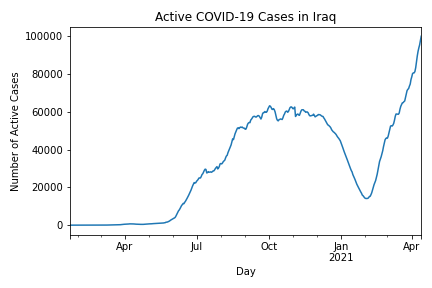 Active COVID-19 Cases in Iraq
Number of Active Cases
100000
80000
60000
40000
20000
0
Apr
Jul
Oct
Jan
2021
Apr
Day